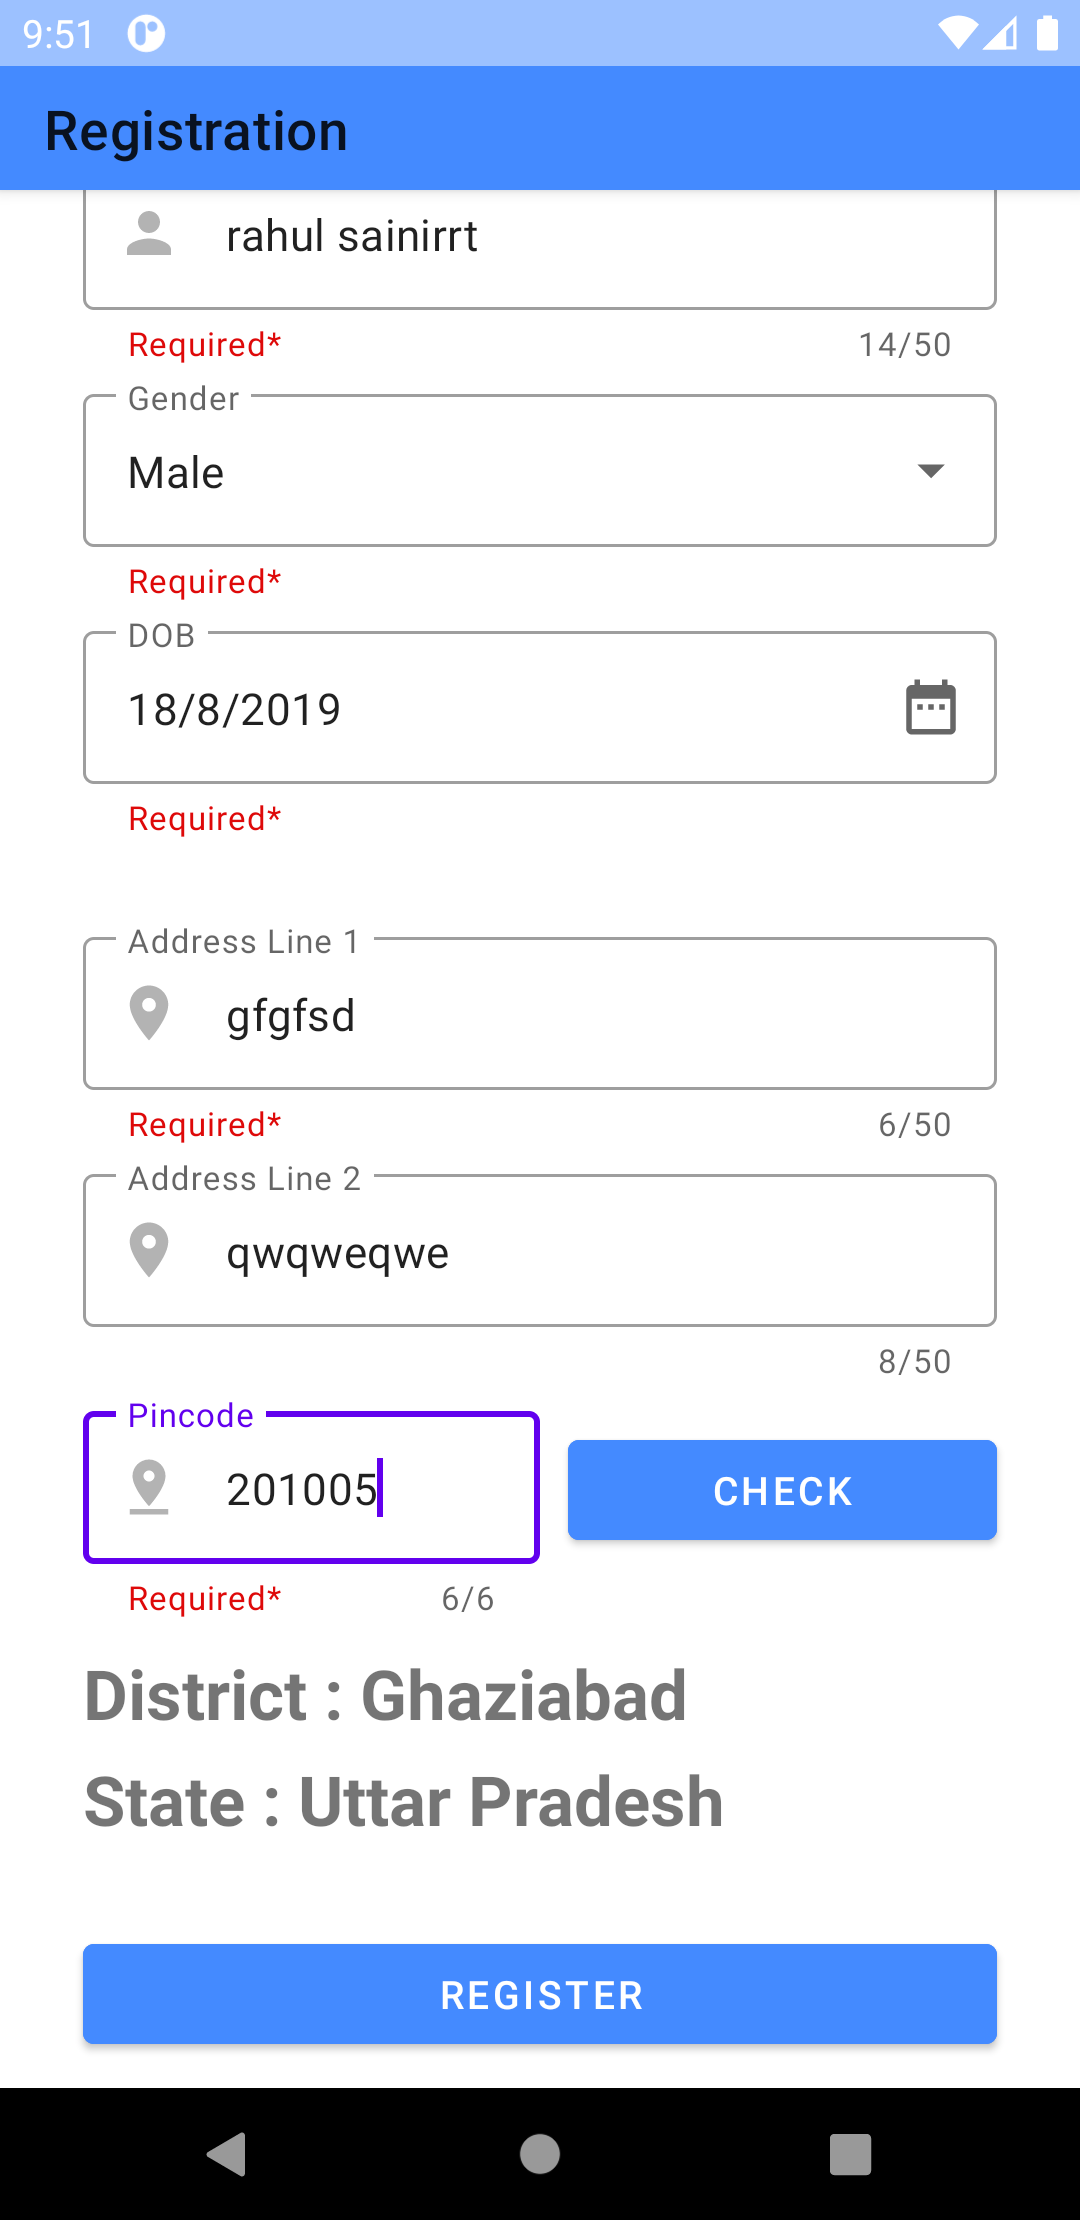 9:51
Registration
rahul sainirrt
Required* 14/50
Gender
Male
Required*
DOB
18/8/2019
Required*
Address Line 1
gfgfsd
Required* 6/50
Address Line 2
qwqweqwe
8/50
Pincode
201005
CHECK
Required* 6/6
District : Ghaziabad
State : Uttar Pradesh
REGISTER